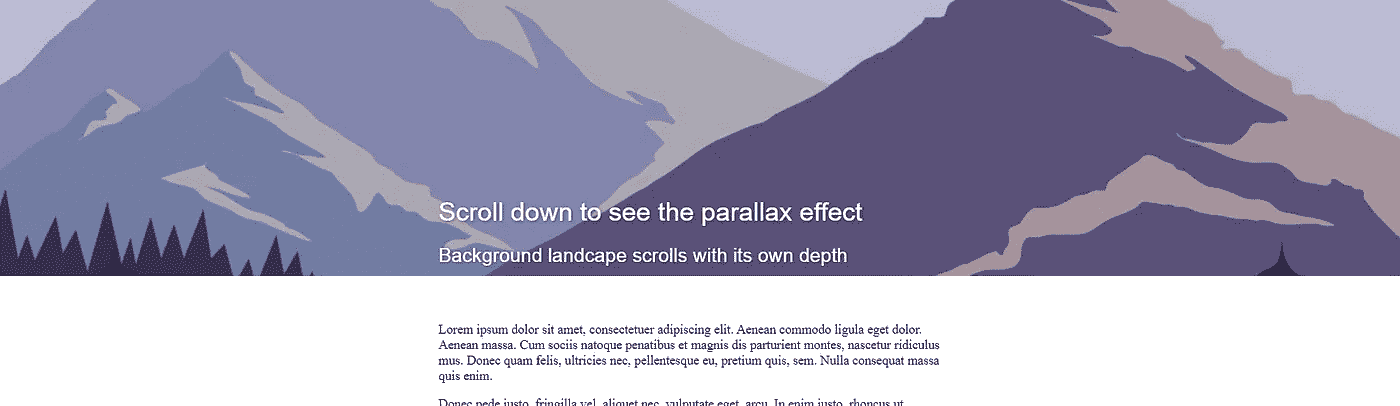 Scroll down to see the parallax effect
Background landscape scrolls with its own depth
Lorem ipsum dolor sit amet, consectetuer adipiscing elit. Aenean commodo ligula eget dolor.
Aenean massa. Cum sociis natoque penatibus et magnis dis parturient montes, nascetur ridiculus
mus. Donec quam felis, ultricies nec, pellentesque eu, pretium quis, sem. Nulla consequat massa
quis enim.
Donec pede justo, fringilla vel, aliquet nec, vulputate eget, arcu. In enim justo, rhoncus ut